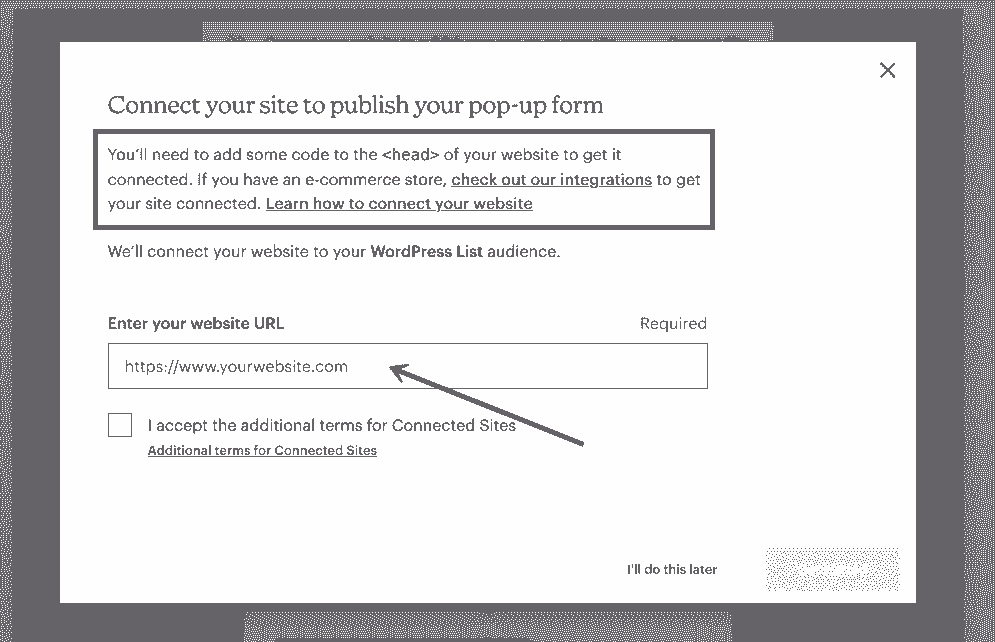 Connect your site to publish your pop-up form
You'll need to add some code to the <head> of your website to get it
connected. If you have an e-commerce store, check out our integrations to get
your site connected. Learn how to connect your website
We'll connect your website to your WordPress List audience.
Enter your website URL
Required
https://www.yourwebsite.com
I accept the additional terms for Connected Sites
Additional terms for Connected Sites
I'll do this later